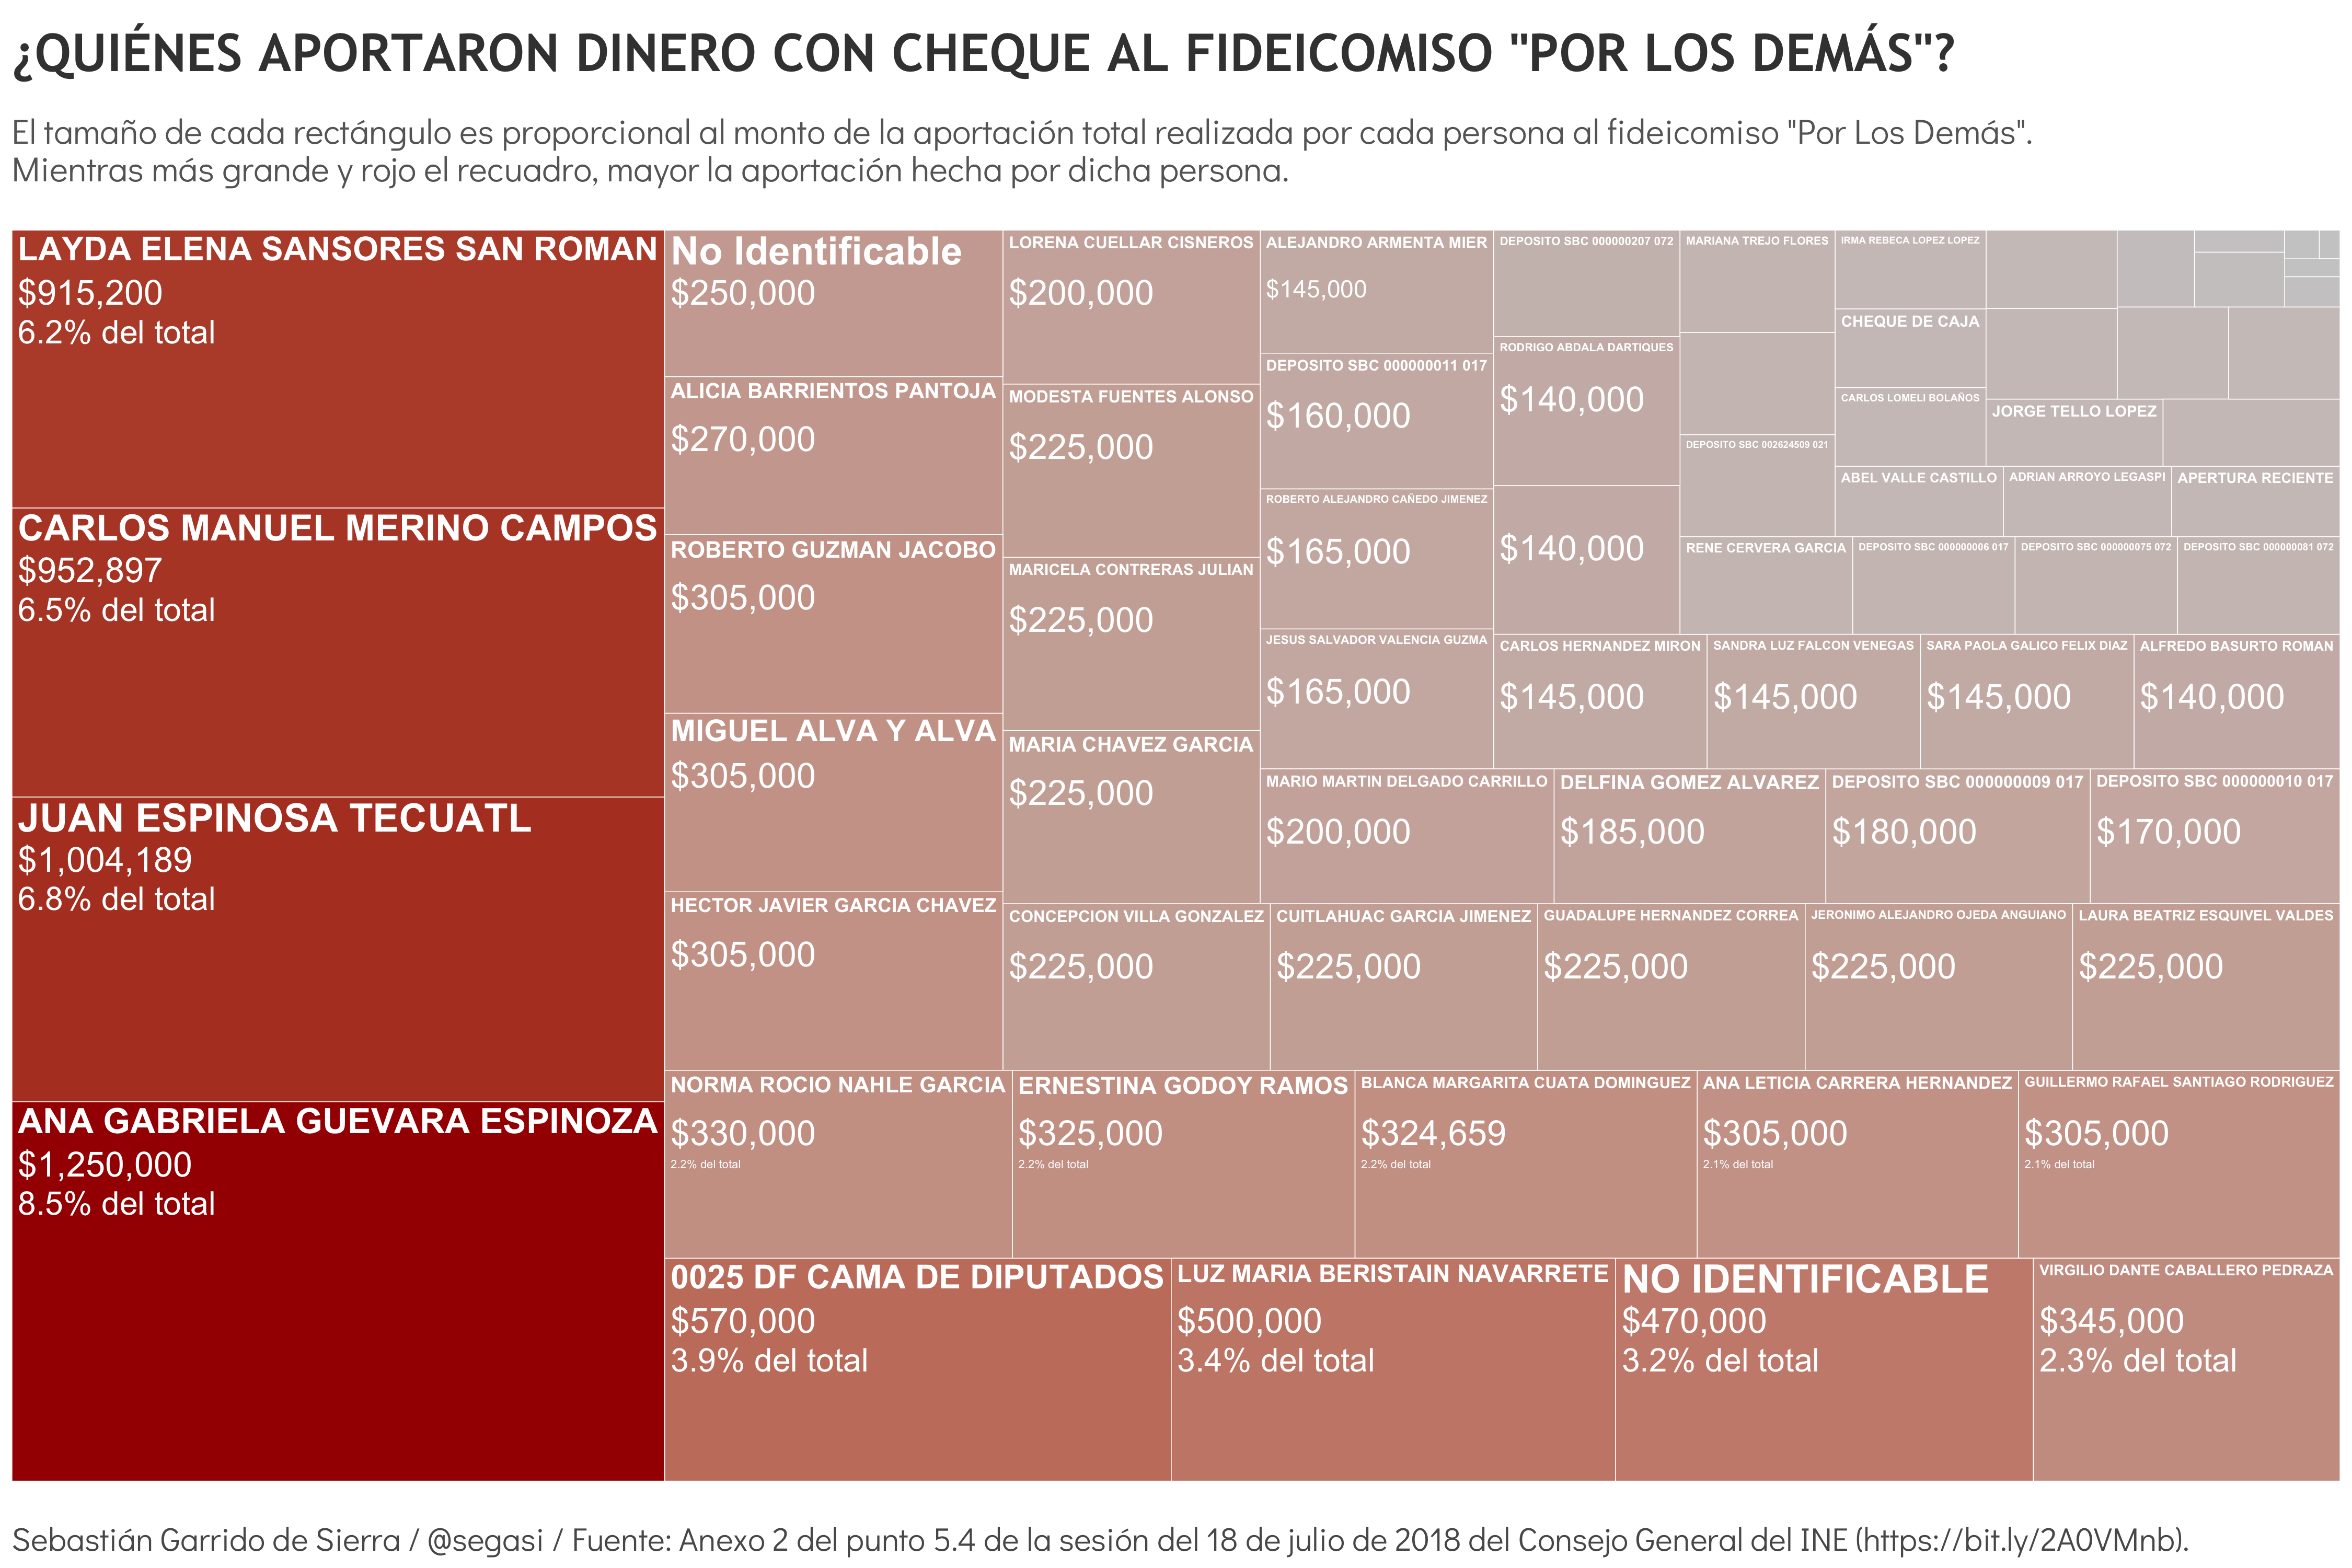 ¿QUIÉNES APORTARON DINERO CON CHEQUE AL FIDEICOMISO "POR LOS DEMÁS"?
El tamaño de cada rectángulo es proporcional al monto de la aportación total realizada por cada persona al fideicomiso "Por Los Demás".
Mientras más grande y rojo el recuadro, mayor la aportación hecha por dicha persona.
LAYDA ELENA SANSORES SAN ROMAN
$915,200
6.2% del total
CARLOS MANUEL MERINO CAMPOS
$952,897
6.5% del total
JUAN ESPINOSA TECUATL
$1,004,189
6.8% del total
ANA GABRIELA GUEVARA ESPINOZA
$1,250,000
8.5% del total
No Identificable
$250,000
ALICIA BARRIENTOS PANTOJA
$270,000
ROBERTO GUZMAN JACOBO
$305,000
MIGUEL ALVA Y ALVA
$305,000
HECTOR JAVIER GARCIA CHAVEZ
$305,000
LORENA CUELLAR CISNEROS
$200,000
MODESTA FUENTES ALONSO
$225,000
MARICELA CONTRERAS JULIAN
$225,000
MARIA CHAVEZ GARCIA
$225,000
ALEJANDRO ARMENTA MIER
$145,000
DEPOSITO SBC 000000011 017
$160,000
ROBERTO ALEJANDRO CAÑEDO JIMENEZ
$165,000
JESUS SALVADOR VALENCIA GUZMA
$165,000
DEPOSITO SBC 000000207 072
RODRIGO ABDALA DARTIQUES
$140,000
$140,000
MARIANA TREJO FLORES
DEPOSITO SBC 002624509 021
IRMA REBECA LOPEZ LOPEZ
CHEQUE DE CAJA
CARLOS LOMELI BOLAÑOS
JORGE TELLO LOPEZ
ABEL VALLE CASTILLO
ADRIAN ARROYO LEGASPI
APERTURA RECIENTE
RENE CERVERA GARCIA
DEPOSITO SBC 000000006 017
DEPOSITO SBC 000000075 072
DEPOSITO SBC 000000081 072
CARLOS HERNANDEZ MIRON
$145,000
SANDRA LUZ FALCON VENEGAS
$145,000
SARA PAOLA GALICO FELIX DIAZ
$145,000
ALFREDO BASURTO ROMAN
$140,000
MARIO MARTIN DELGADO CARRILLO
$200,000
DELFINA GOMEZ ALVAREZ
$185,000
DEPOSITO SBC 000000009 017
$180,000
DEPOSITO SBC 000000010 017
$170,000
CONCEPCION VILLA GONZALEZ
$225,000
CUITLAHUAC GARCIA JIMENEZ
$225,000
GUADALUPE HERNANDEZ CORREA
$225,000
JERONIMO ALEJANDRO OJEDA ANGUIANO
$225,000
LAURA BEATRIZ ESQUIVEL VALDES
$225,000
NORMA ROCIO NAHLE GARCIA
$330,000
2.2% del total
ERNESTINA GODOY RAMOS
$325,000
2.2% del total
BLANCA MARGARITA CUATA DOMINGUEZ
$324,659
2.2% del total
ANA LETICIA CARRERA HERNANDEZ
$305,000
2.1% del total
GUILLERMO RAFAEL SANTIAGO RODRIGUEZ
$305,000
2.1% del total
0025 DF CAMA DE DIPUTADOS
$570,000
3.9% del total
LUZ MARIA BERISTAIN NAVARRETE
$500,000
3.4% del total
NO IDENTIFICABLE
$470,000
3.2% del total
VIRGILIO DANTE CABALLERO PEDRAZA
$345,000
2.3% del total
Sebastián Garrido de Sierra / @segasi / Fuente: Anexo 2 del punto 5.4 de la sesión del 18 de julio de 2018 del Consejo General del INE (https://bit.ly/2A0VMnb).